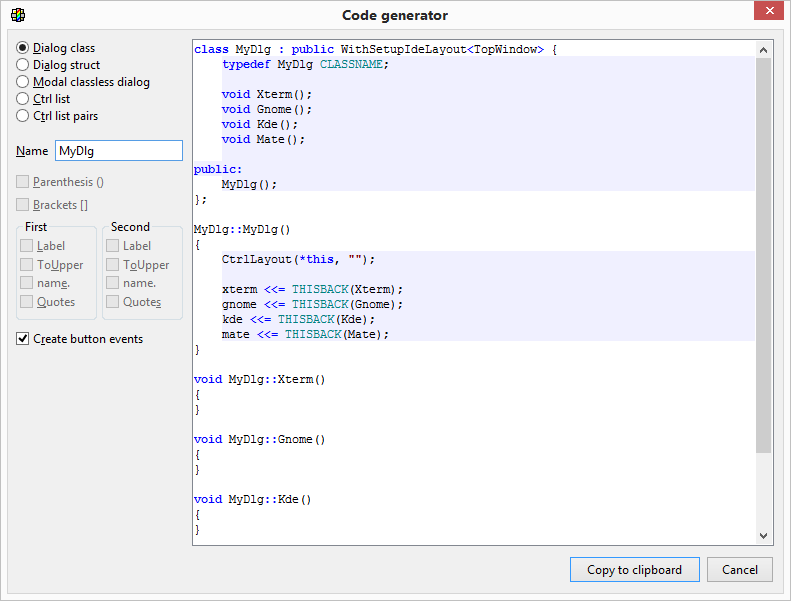 Code generator
Dialog class
Dialog struct
Modal classless dialog
Ctrl list
Ctrl list pairs
Name MyDlg
Parenthesis ()
Brackets []
First
Label
ToUpper
name.
Quotes
Second
Label
ToUpper
name.
Quotes
Create button events
class MyDlg : public WithSetupIdeLayout<TopWindow> {
typedef MyDlg CLASSNAME;
void Xterm();
void Gnome();
void Kde();
void Mate();
public:
MyDlg();
};
MyDlg::MyDlg()
{
CtrlLayout(*this, "");
xterm <<= THISBACK(Xterm);
gnome <<= THISBACK(Gnome);
kde <<= THISBACK(Kde);
mate <<= THISBACK(Mate);
}
void MyDlg::Xterm()
{
}
void MyDlg::Gnome()
{
}
void MyDlg::Kde()
{
}
Copy to clipboard
Cancel